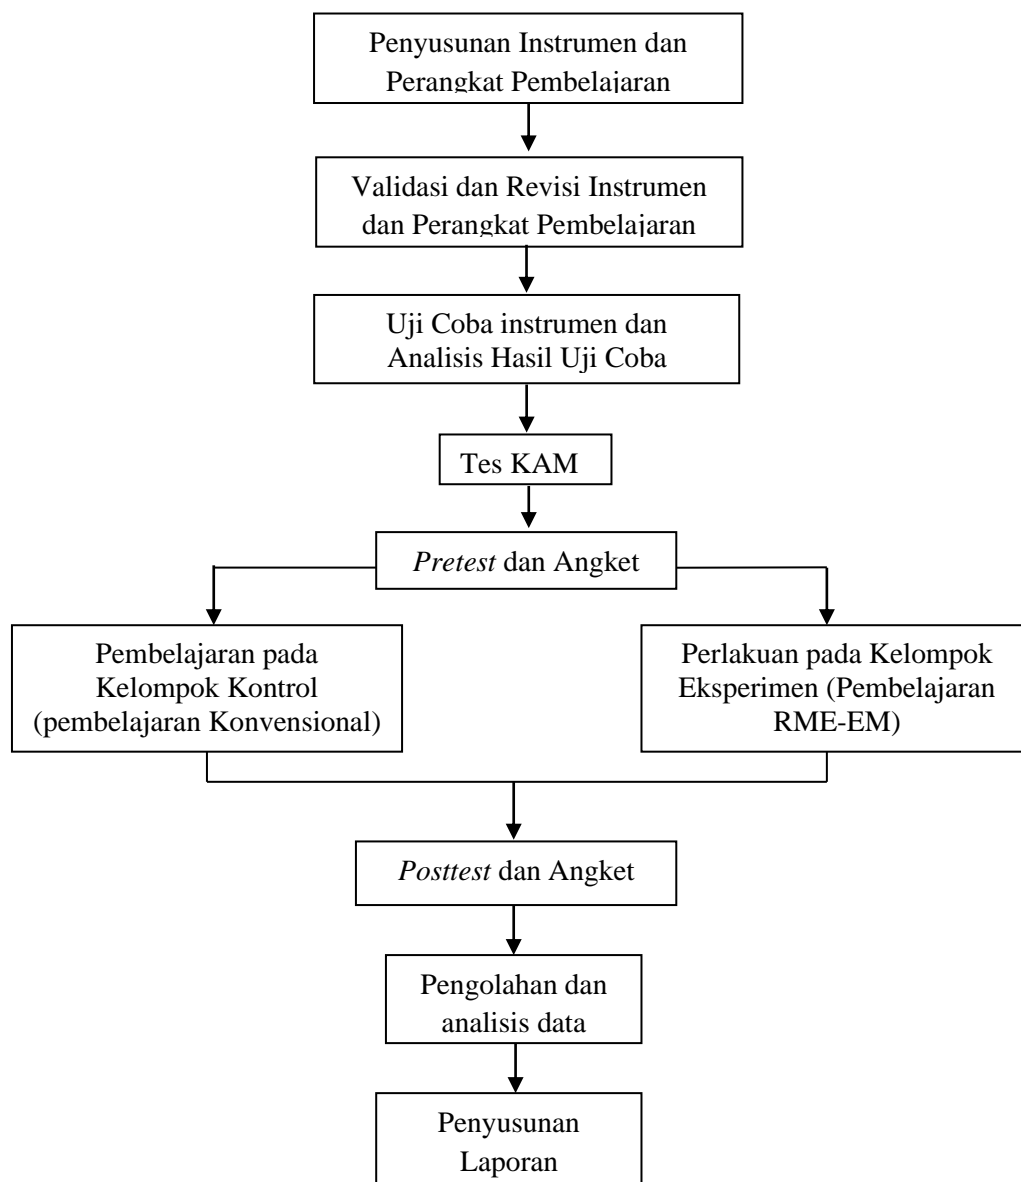 Penyusunan Instrumen dan
Perangkat Pembelajaran
Validasi dan Revisi Instrumen
dan Perangkat Pembelajaran
Uji Coba instrumen dan
Analisis Hasil Uji Coba
Tes KAM
Pretest dan Angket
Pembelajaran pada
Kelompok Kontrol
(pembelajaran Konvensional)
Perlakuan pada Kelompok
Eksperimen (Pembelajaran
RME-EM)
Posttest dan Angket
Pengolahan dan
analisis data
Penyusunan
Laporan